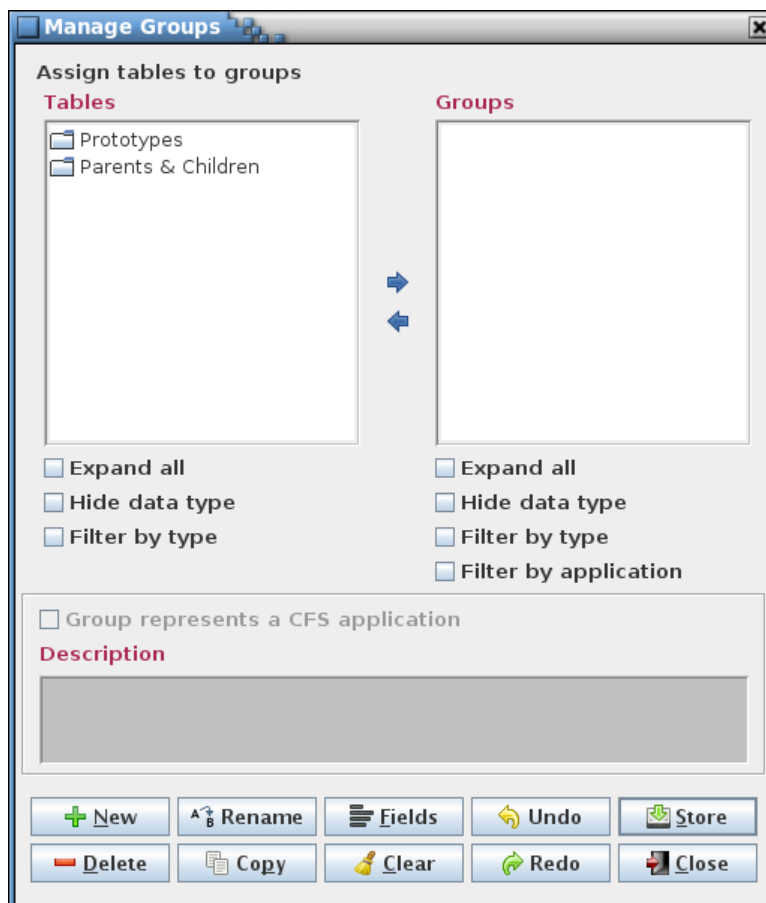 Manage Groups
Assign tables to groups
Tables
Groups
Prototypes
Parents & Children
Expand all
Expand all
Hide data type
Hide data type
Filter by type
Filter by type
Filter by application
Group represents a CFS application
Description
New
A B Rename
Fields
Undo
Store
Delete
Copy
Clear
Redo
Close